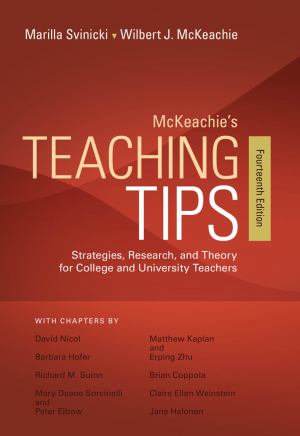 Marilla Svinicki ▾ Wilbert J. McKeachie
McKeachie's
TEACHING
TIPS
Fourteenth Edition
Strategies, Research, and Theory
for College and University Teachers
WITH CHAPTERS BY
David Nicol
Barbara Hofer
Richard M. Suinn
Mary Deane Sorcinelli
and
Peter Elbow
Matthew Kaplan
and
Erping Zhu
Brian Coppola
Claire Ellen Weinstein
Jane Halonen